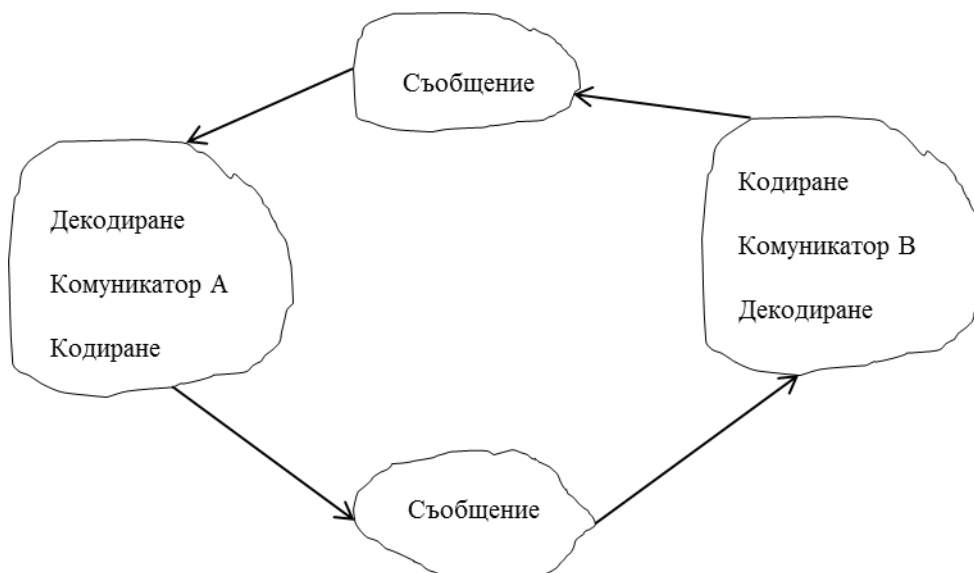 Съобщение
Декодиране
Комуникатор А
Кодиране
Кодиране
Комуникатор В
Декодиране
Съобщение